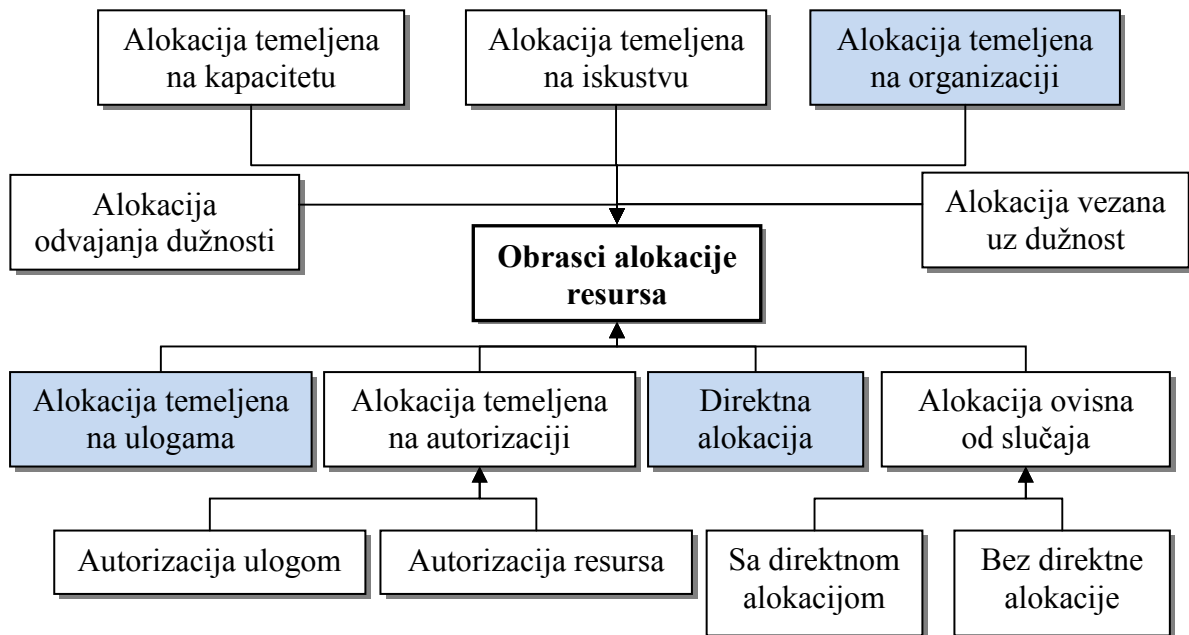 Alokacija temeljena
na kapacitetu
Alokacija temeljena
na iskustvu
Alokacija temeljena
na organizaciji
Alokacija
odvajanja dužnosti
Alokacija vezana
uz dužnost
Obrasci alokacije
resursa
Alokacija temeljena
na ulogama
Alokacija temeljena
na autorizaciji
Direktna
alokacija
Alokacija ovisna
od slučaja
Autorizacija ulogom
Autorizacija resursa
Sa direktnom
alokacijom
Bez direktne
alokacije